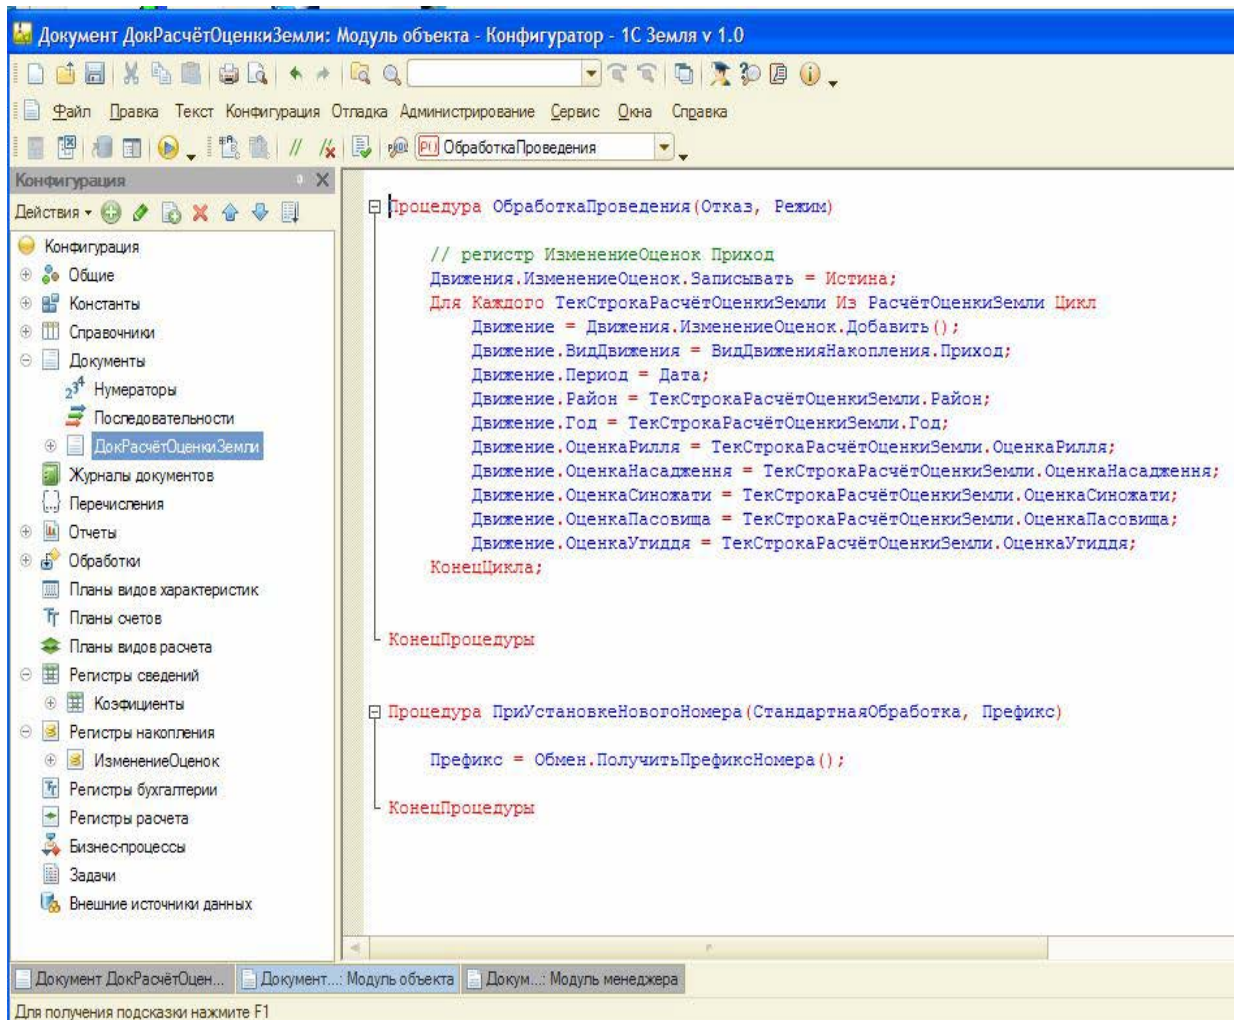 Документ ДокРасчётОценкиЗемли: Модуль объекта - Конфигуратор - 1С Земля v 1.0
Файл Правка Текст Конфигурация Отладка Администрирование Сервис Окна Справка
ОбработкаПроведения
Конфигурация
Действия
Конфигурация
Общие
Константы
Справочники
Документы
Нумераторы
Последовательности
ДокРасчётОценкиЗемли
Журналы документов
Перечисления
Отчеты
Обработки
Планы видов характеристик
Планы счетов
Планы видов расчета
Регистры сведений
Коэфициенты
Регистры накопления
ИзменениеОценок
Регистры бухгалтерии
Регистры расчета
Бизнес-процессы
Задачи
Внешние источники данных
Процедура ОбработкаПроведения(Отказ, Режим)
// регистр ИзменениеОценок Приход
Движения.ИзменениеОценок.Записывать = Истина;
Для Каждого ТекСтрокаРасчётОценкиЗемли Из РасчётОценкиЗемли Цикл
Движение = Движения.ИзменениеОценок.Добавить();
Движение.ВидДвижения = ВидДвиженияНакопления.Приход;
Движение.Период = Дата;
Движение.Район = ТекСтрокаРасчётОценкиЗемли.Район;
Движение.Год = ТекСтрокаРасчётОценкиЗемли.Год;
Движение.ОценкаРилля = ТекСтрокаРасчётОценкиЗемли.ОценкаРилля;
Движение.ОценкаНасадження = ТекСтрокаРасчётОценкиЗемли.ОценкаНасадження;
Движение.ОценкаСиножати = ТекСтрокаРасчётОценкиЗемли.ОценкаСиножати;
Движение.ОценкаПасовища = ТекСтрокаРасчётОценкиЗемли.ОценкаПасовища;
Движение.ОценкаУгиддя = ТекСтрокаРасчётОценкиЗемли.ОценкаУгиддя;
КонецЦикла;
КонецПроцедуры
Процедура ПриУстановкеНовогоНомера(СтандартнаяОбработка, Префикс)
Префикс = Обмен.ПолучитьПрефиксНомера();
КонецПроцедуры
Документ ДокРасчётОцен... Документ...: Модуль объекта Докум...: Модуль менеджера
Для получения подсказки нажмите F1